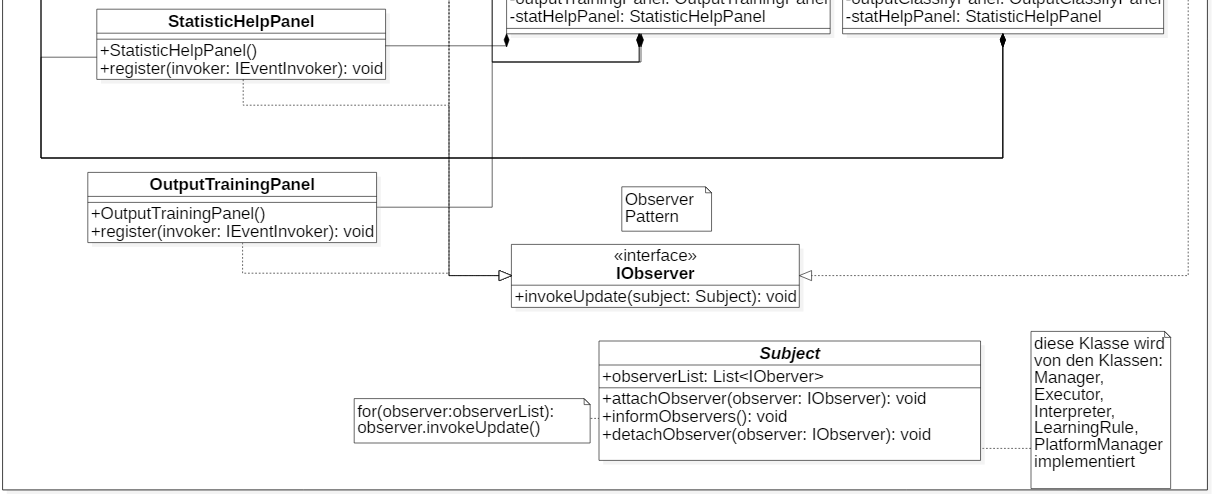 -outputTrainingPanel: OutputTrainingPanel
-statHelpPanel: StatisticHelpPanel
-outputClassifyPanel: OutputClassifyPanel
-statHelpPanel: StatisticHelpPanel
StatisticHelpPanel
+StatisticHelpPanel()
+register(invoker: IEventInvoker): void
OutputTrainingPanel
+OutputTrainingPanel()
+register(invoker: IEventInvoker): void
Observer
Pattern
«interface»
IObserver
+invokeUpdate(subject: Subject): void
Subject
+observerList: List<IOberver>
+attachObserver(observer: IObserver): void
+informObservers(): void
+detachObserver(observer: IObserver): void
for(observer:observerList):
observer.invokeUpdate()
diese Klasse wird
von den Klassen:
Manager,
Executor,
Interpreter,
LearningRule,
PlatformManager
implementiert